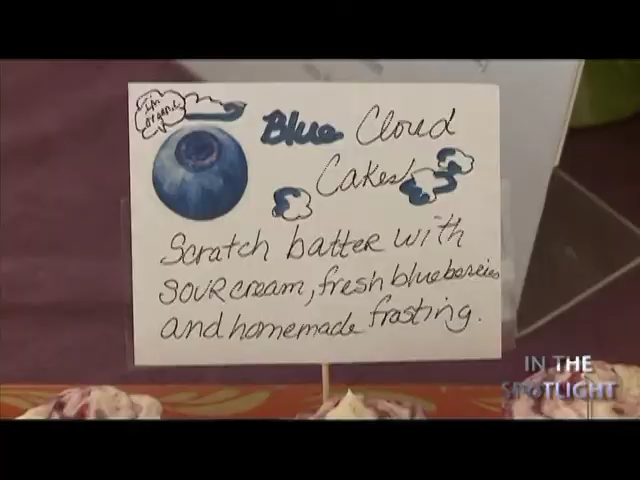 I'm
organic
Blue Cloud
Cakes
Scratch batter with
sour cream, fresh blueberries
and homemade frosting.
IN THE
SPOTLIGHT